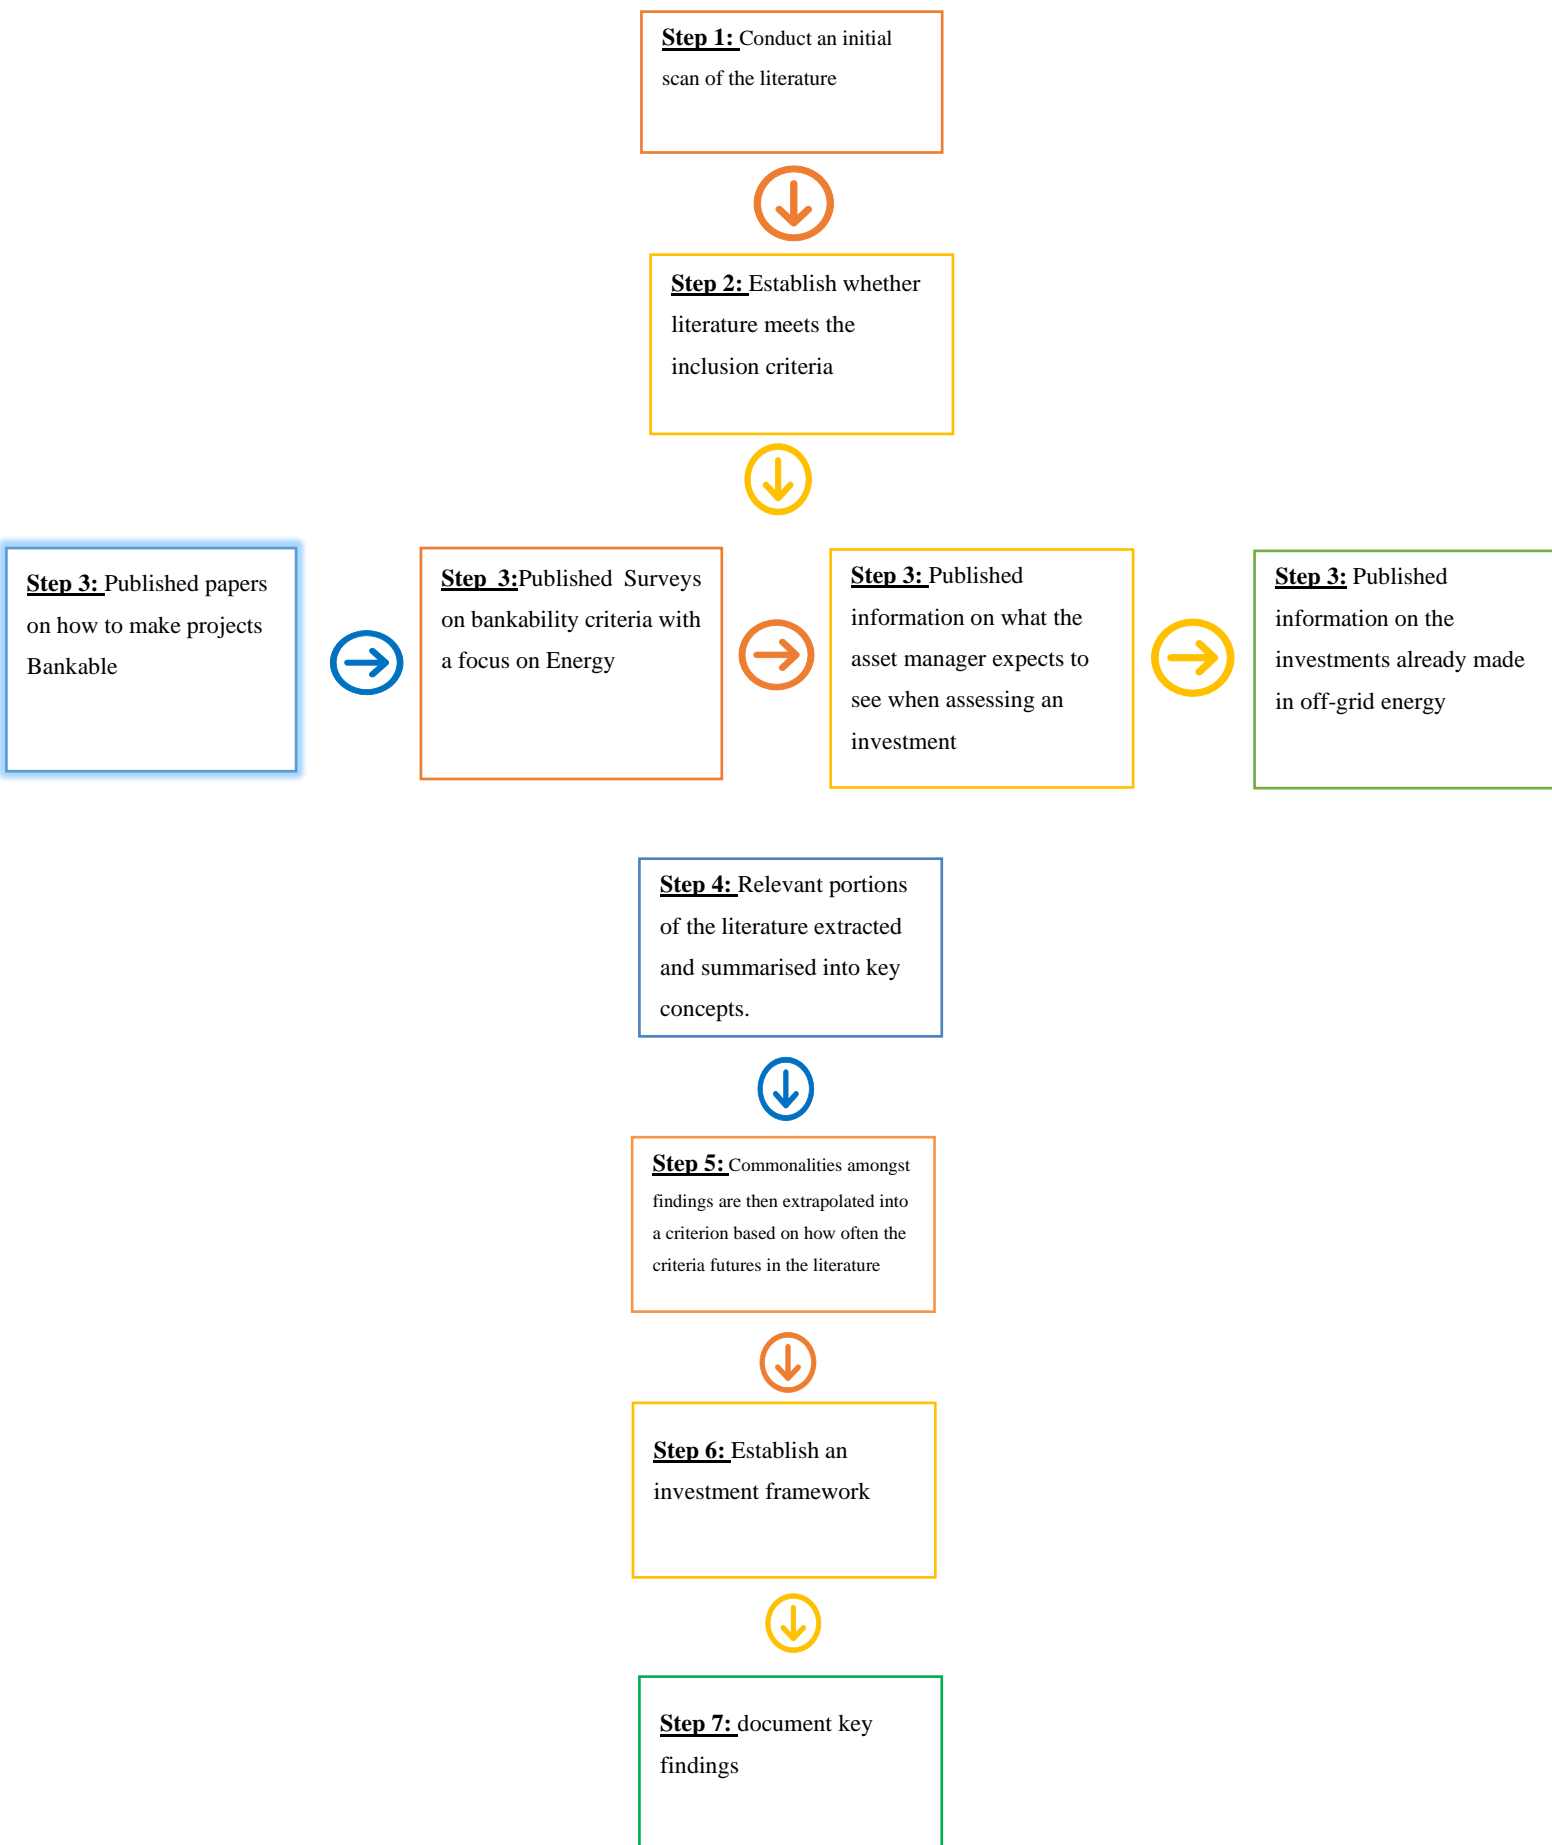 Step 1: Conduct an initial
scan of the literature
Step 2: Establish whether
literature meets the
inclusion criteria
Step 3: Published papers
on how to make projects
Bankable
Step 3:Published Surveys
on bankability criteria with
a focus on Energy
Step 3: Published
information on what the
asset manager expects to
see when assessing an
investment
Step 3: Published
information on the
investments already made
in off-grid energy
Step 4: Relevant portions
of the literature extracted
and summarised into key
concepts.
Step 5: Commonalities amongst
findings are then extrapolated into
a criterion based on how often the
criteria futures in the literature
Step 6: Establish an
investment framework
Step 7: document key
findings